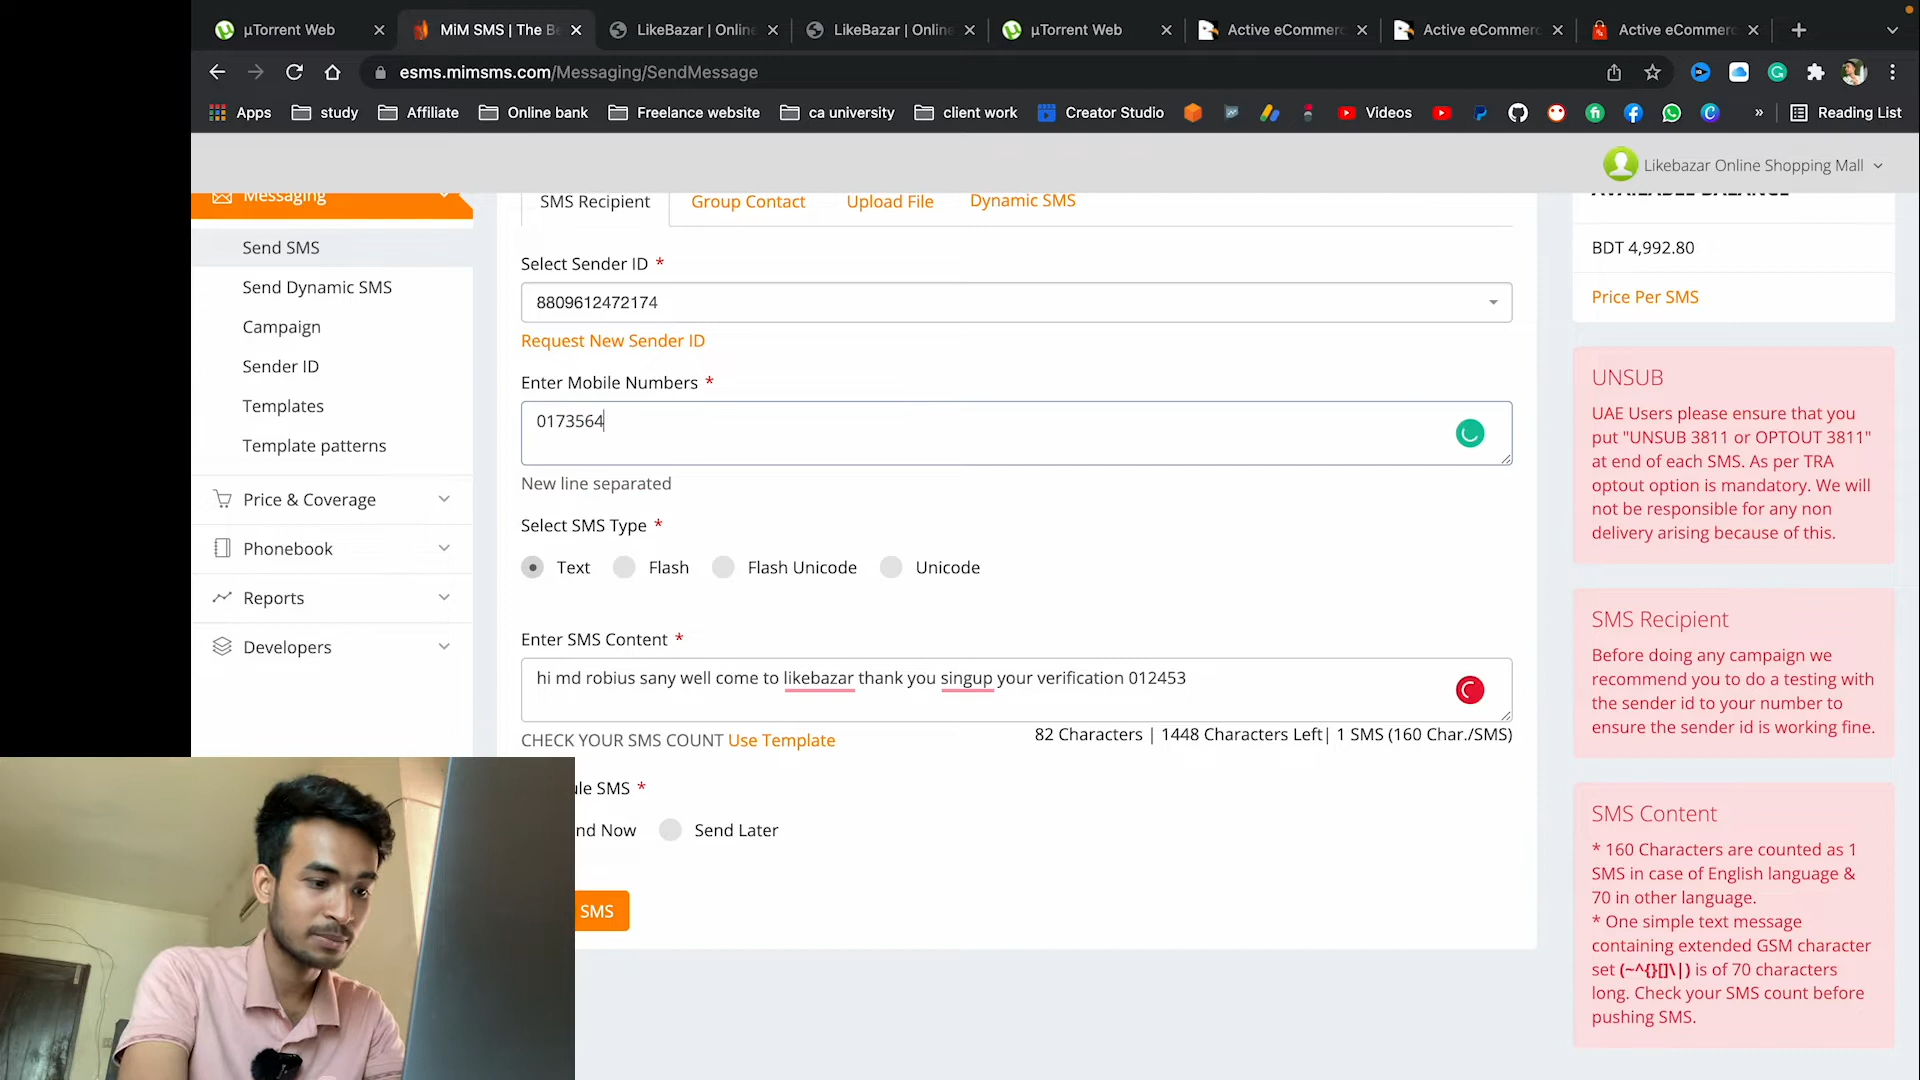 µTorrent Web
MiM SMS | The Be
LikeBazar | Online
LikeBazar | Online
µTorrent Web
Active eCommerc
Active eCommerc
Active eCommerc
esms.mimsms.com/Messaging/SendMessage
Apps
study
Affiliate
Online bank
Freelance website
ca university
client work
Creator Studio
Videos
»
Reading List
Likebazar Online Shopping Mall
Messaging
Send SMS
Send Dynamic SMS
Campaign
Sender ID
Templates
Template patterns
Price & Coverage
Phonebook
Reports
Developers
SMS Recipient
Group Contact
Upload File
Dynamic SMS
Select Sender ID *
8809612472174
Request New Sender ID
Enter Mobile Numbers *
0173564
New line separated
Select SMS Type *
Text
Flash
Flash Unicode
Unicode
Enter SMS Content *
hi md robius sany well come to likebazar thank you singup your verification 012453
CHECK YOUR SMS COUNT Use Template
82 Characters | 1448 Characters Left| 1 SMS (160 Char./SMS)
ule SMS *
nd Now
Send Later
SMS
AVAILABLE BALANCE
BDT 4,992.80
Price Per SMS
UNSUB
UAE Users please ensure that you
put "UNSUB 3811 or OPTOUT 3811"
at end of each SMS. As per TRA
optout option is mandatory. We will
not be responsible for any non
delivery arising because of this.
SMS Recipient
Before doing any campaign we
recommend you to do a testing with
the sender id to your number to
ensure the sender id is working fine.
SMS Content
* 160 Characters are counted as 1
SMS in case of English language &
70 in other language.
* One simple text message
containing extended GSM character
set (~^{}[]\|) is of 70 characters
long. Check your SMS count before
pushing SMS.